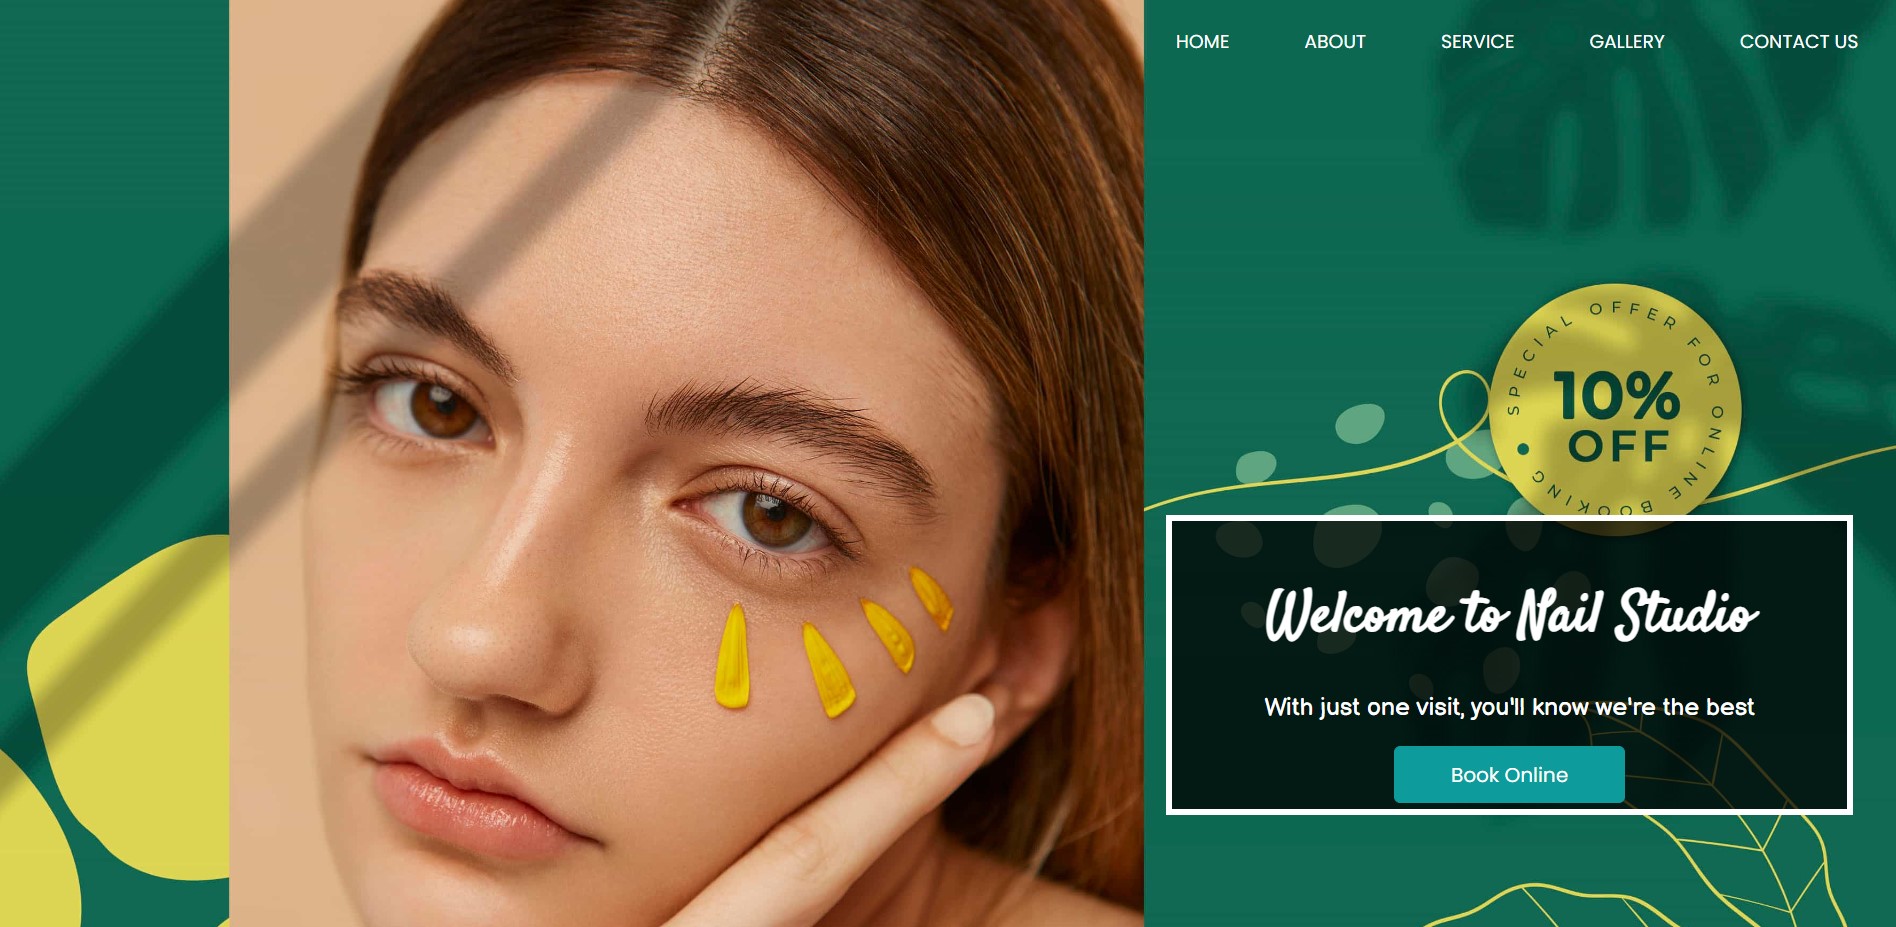 HOME ABOUT SERVICE GALLERY CONTACT US
SPECIAL OFFER FOR ONLINE BOOKING •
10%
OFF
Welcome to Nail Studio
With just one visit, you'll know we're the best
Book Online